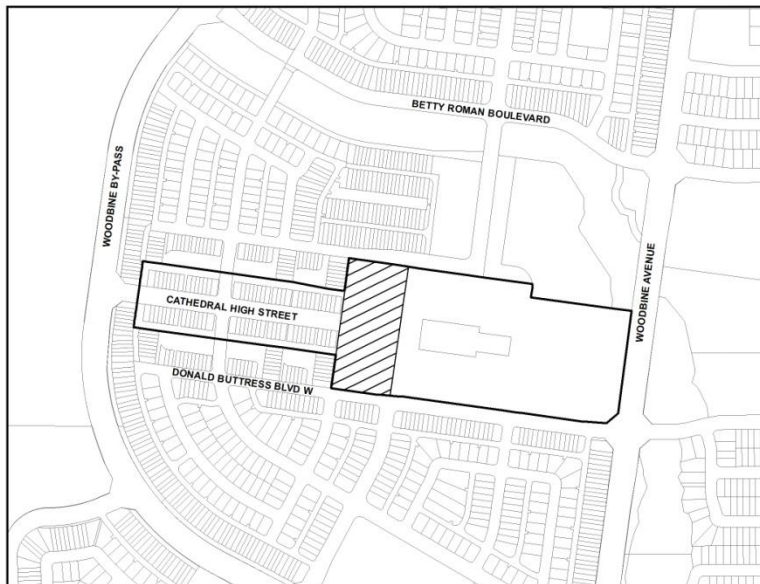 BETTY ROMAN BOULEVARD
WOODBINE BY-PASS
WOODBINE AVENUE
CATHEDRAL HIGH STREET
DONALD BUTTRESS BLVD W